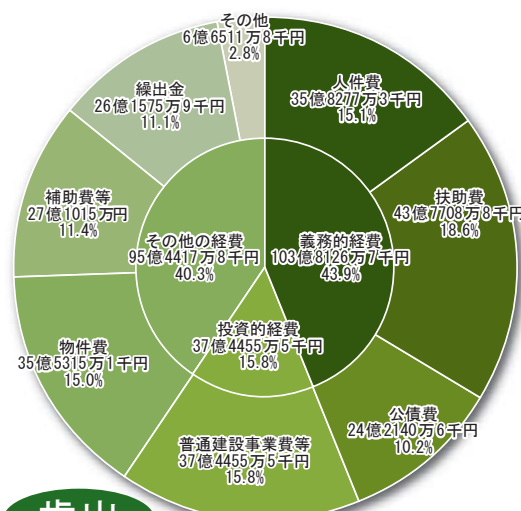 その他
6億6511万8千円
2.8%
人件費
35億8277万3千円
15.1%
扶助費
43億7708万8千円
18.6%
公債費
24億2140万6千円
10.2%
普通建設事業費等
37億4455万5千円
15.8%
物件費
35億5315万1千円
15.0%
補助費等
27億1015万円
11.4%
繰出金
26億1575万9千円
11.1%
その他の経費
95億4417万8千円
40.3%
義務的経費
103億8126万7千円
43.9%
投資的経費
37億4455万5千円
15.8%
歳出